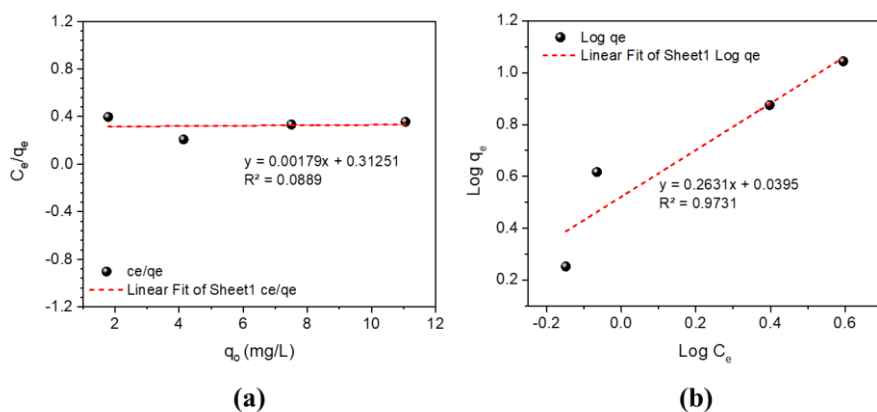 1.2
0.8
0.4
0.0
-0.4
-0.8
-1.2
Ce/qe
y = 0.00179x + 0.31251
R² = 0.0889
ce/qe
Linear Fit of Sheet1 ce/qe
2 4 6 8 10 12
qo (mg/L)
(a)
1.2
1.0
0.8
0.6
0.4
0.2
Log qe
Log qe
Linear Fit of Sheet1 Log qe
y = 0.2631x + 0.0395
R² = 0.9731
-0.2 0.0 0.2 0.4 0.6
Log Ce
(b)